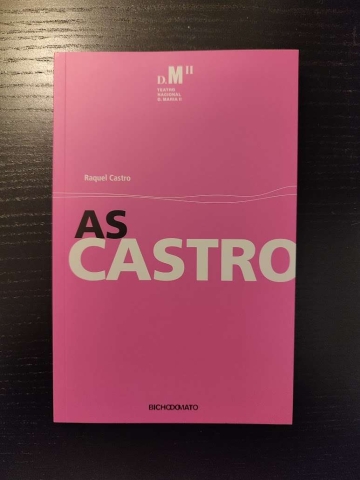 D.M II
TEATRO
NACIONAL
D. MARIA II
Raquel Castro
AS
CASTRO
BICHO DO MATO